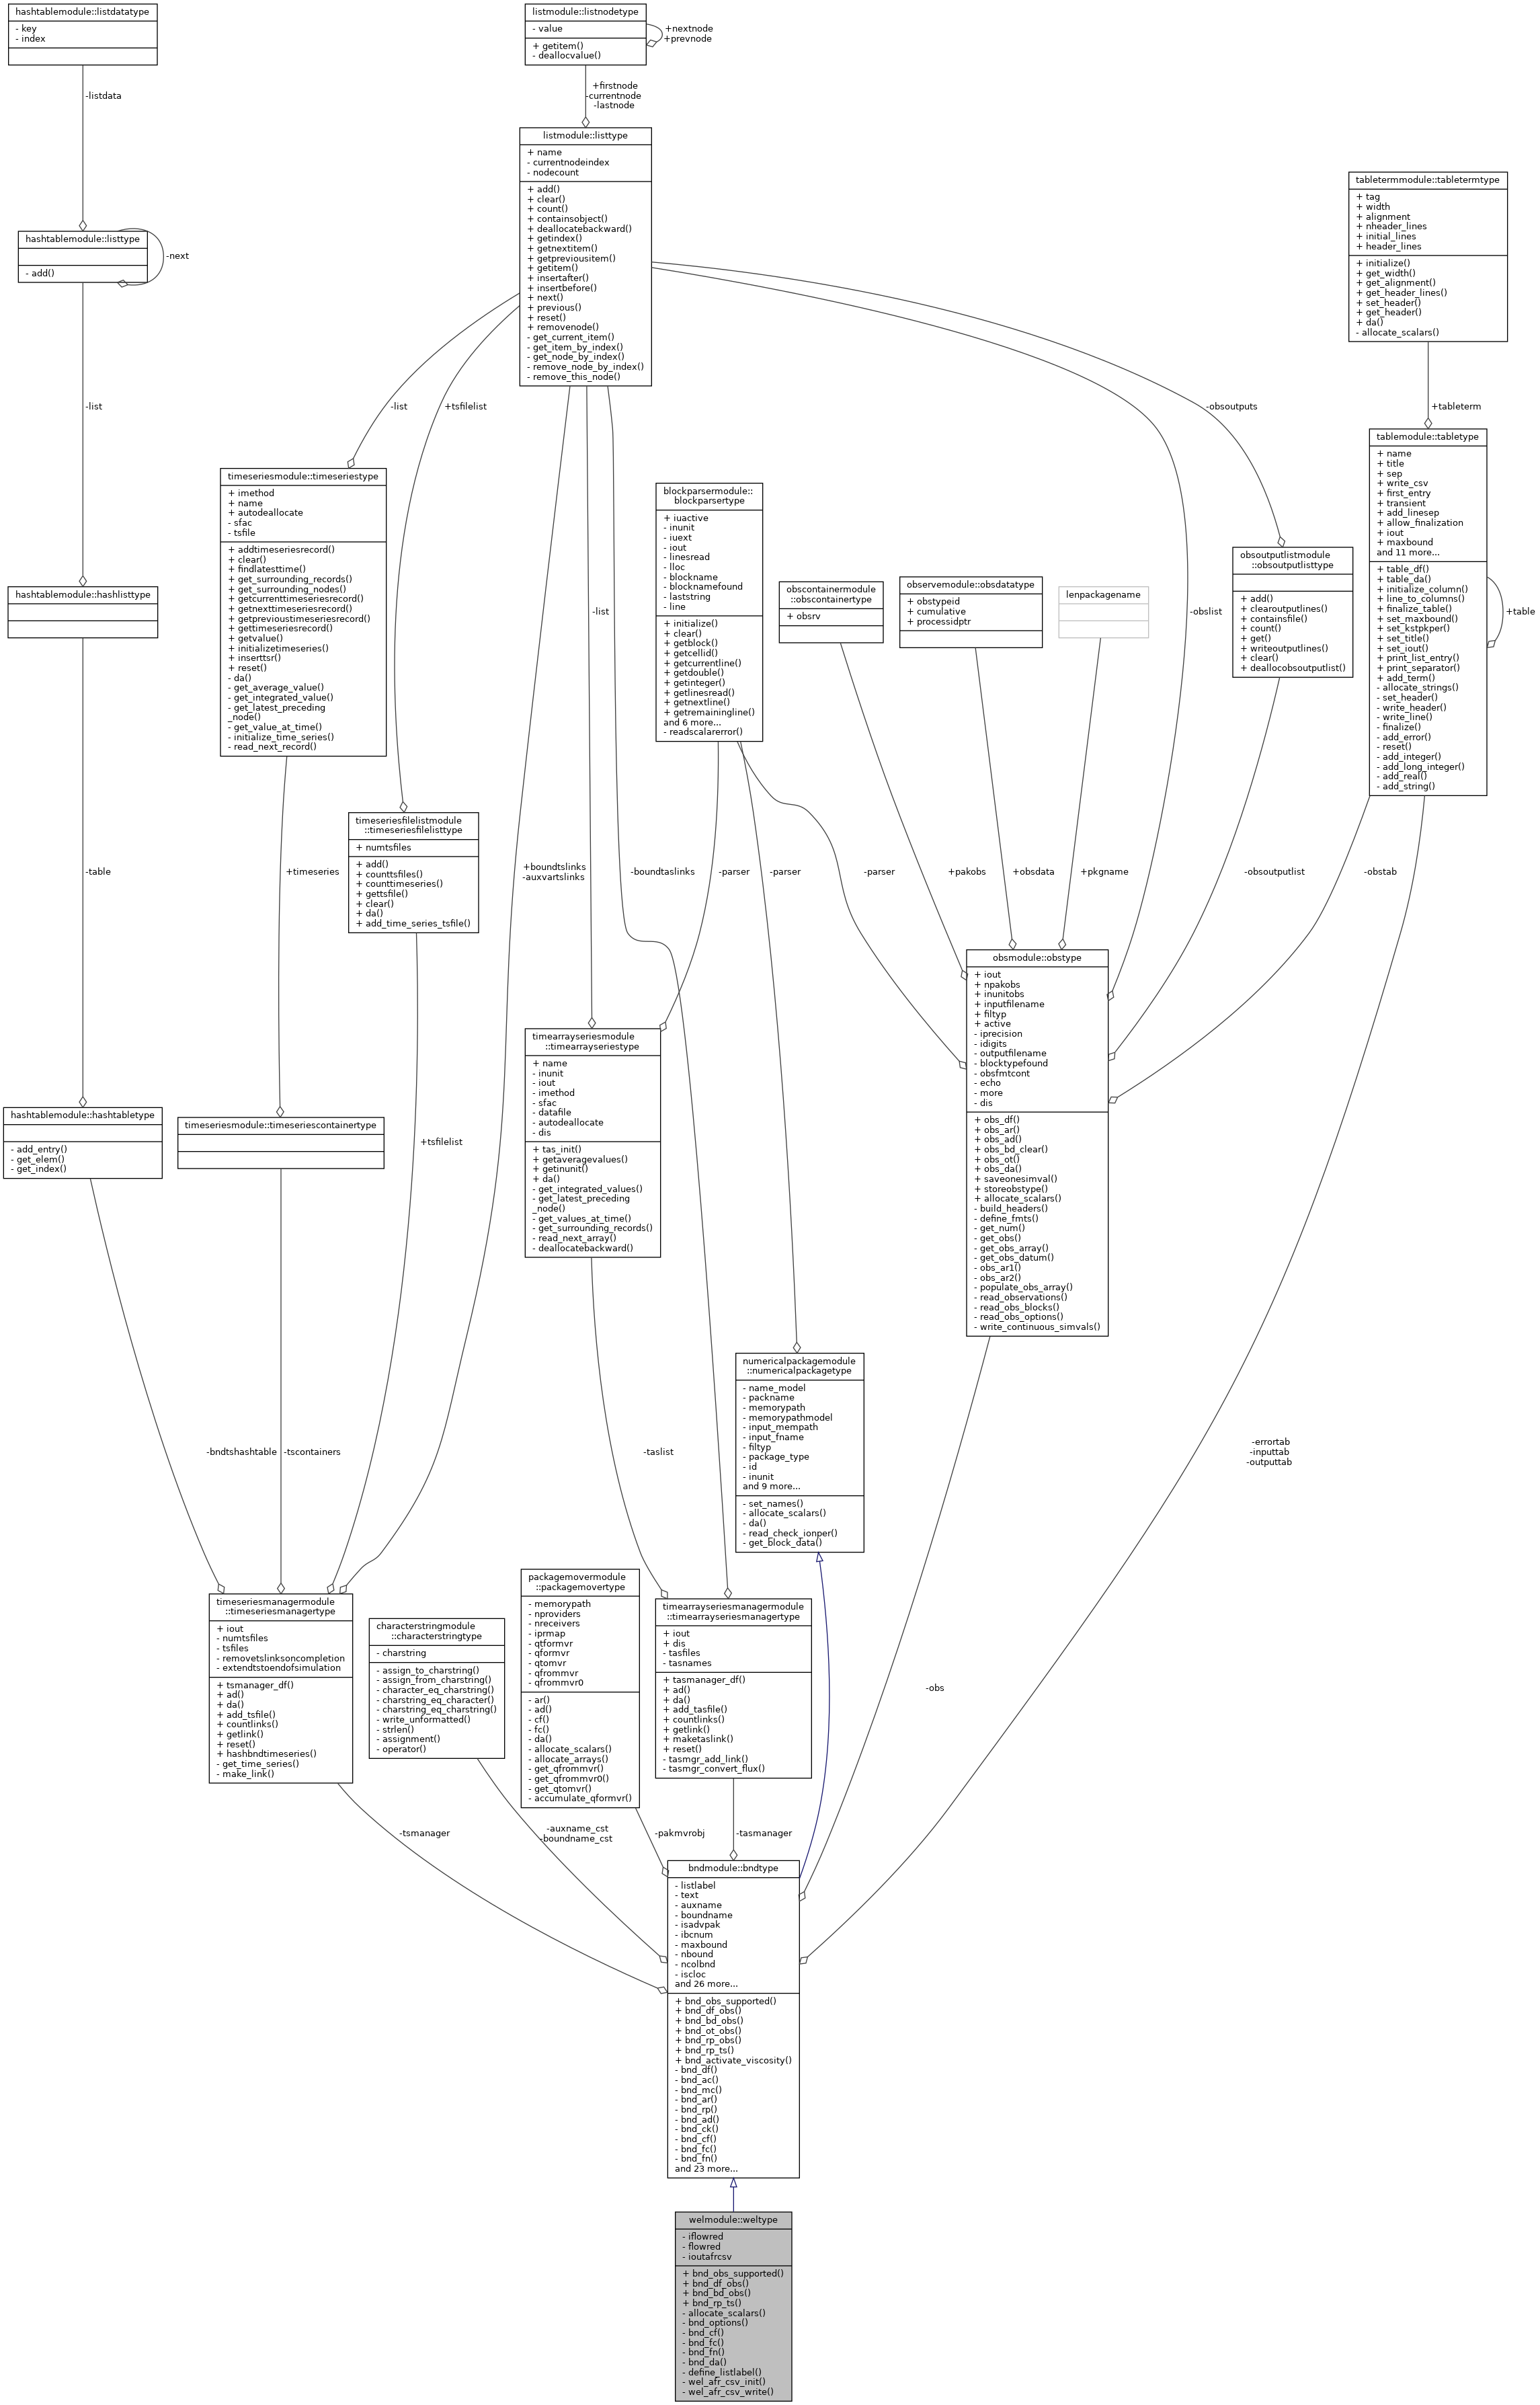 hashtablemodule::listdatatype
- key
- index
listmodule::listnodetype
- value
+ getitem()
- deallocvalue()
+nextnode
+prevnode
-listdata
+firstnode
-currentnode
-lastnode
listmodule::listtype
+ name
- currentnodeindex
- nodecount
+ add()
+ clear()
+ count()
+ containsobject()
+ deallocatebackward()
+ getindex()
+ getnextitem()
+ getpreviousitem()
+ getitem()
+ insertafter()
+ insertbefore()
+ next()
+ previous()
+ reset()
+ removenode()
- get_current_item()
- get_item_by_index()
- get_node_by_index()
- remove_node_by_index()
- remove_this_node()
tabletermmodule::tabletermtype
+ tag
+ width
+ alignment
+ nheader_lines
+ initial_lines
+ header_lines
+ initialize()
+ get_width()
+ get_alignment()
+ get_header_lines()
+ set_header()
+ get_header()
+ da()
- allocate_scalars()
hashtablemodule::listtype
- add()
-next
-list
-list
+tsfilelist
-obsoutputs
+tableterm
tablemodule::tabletype
+ name
+ title
+ sep
+ write_csv
+ first_entry
+ transient
+ add_linesep
+ allow_finalization
+ iout
+ maxbound
and 11 more...
+ table_df()
+ table_da()
+ initialize_column()
+ line_to_columns()
+ finalize_table()
+ set_maxbound()
+ set_kstpkper()
+ set_title()
+ set_iout()
+ print_list_entry()
+ print_separator()
+ add_term()
- allocate_strings()
- set_header()
- write_header()
- write_line()
- finalize()
- add_error()
- reset()
- add_integer()
- add_long_integer()
- add_real()
- add_string()
+table
timeseriesmodule::timeseriestype
+ imethod
+ name
+ autodeallocate
- sfac
- tsfile
+ addtimeseriesrecord()
+ clear()
+ findlatesttime()
+ get_surrounding_records()
+ get_surrounding_nodes()
+ getcurrenttimeseriesrecord()
+ getnexttimeseriesrecord()
+ getprevioustimeseriesrecord()
+ gettimeseriesrecord()
+ getvalue()
+ initializetimeseries()
+ inserttsr()
+ reset()
- da()
- get_average_value()
- get_integrated_value()
- get_latest_preceding
_node()
- get_value_at_time()
- initialize_time_series()
- read_next_record()
blockparsermodule::
blockparsertype
+ iuactive
- inunit
- iuext
- iout
- linesread
- lloc
- blockname
- blocknamefound
- laststring
- line
+ initialize()
+ clear()
+ getblock()
+ getcellid()
+ getcurrentline()
+ getdouble()
+ getinteger()
+ getlinesread()
+ getnextline()
+ getremainingline()
and 6 more...
- readscalarerror()
obsoutputlistmodule
::obsoutputlisttype
+ add()
+ clearoutputlines()
+ containsfile()
+ count()
+ get()
+ writeoutputlines()
+ clear()
+ deallocobsoutputlist()
hashtablemodule::hashlisttype
obscontainermodule
::obscontainertype
+ obsrv
observemodule::obsdatatype
+ obstypeid
+ cumulative
+ processidptr
lenpackagename
-list
-obslist
timeseriesfilelistmodule
::timeseriesfilelisttype
+ numtsfiles
+ add()
+ counttsfiles()
+ counttimeseries()
+ gettsfile()
+ clear()
+ da()
+ add_time_series_tsfile()
-table
+timeseries
+boundtslinks
-auxvartslinks
-boundtaslinks
-parser
-parser
-parser
+pakobs
+obsdata
+pkgname
-obsoutputlist
-obstab
obsmodule::obstype
+ iout
+ npakobs
+ inunitobs
+ inputfilename
+ filtyp
+ active
- iprecision
- idigits
- outputfilename
- blocktypefound
- obsfmtcont
- echo
- more
- dis
+ obs_df()
+ obs_ar()
+ obs_ad()
+ obs_bd_clear()
+ obs_ot()
+ obs_da()
+ saveonesimval()
+ storeobstype()
+ allocate_scalars()
- build_headers()
- define_fmts()
- get_num()
- get_obs()
- get_obs_array()
- get_obs_datum()
- obs_ar1()
- obs_ar2()
- populate_obs_array()
- read_observations()
- read_obs_blocks()
- read_obs_options()
- write_continuous_simvals()
timearrayseriesmodule
::timearrayseriestype
+ name
- inunit
- iout
- imethod
- sfac
- datafile
- autodeallocate
- dis
+ tas_init()
+ getaveragevalues()
+ getinunit()
+ da()
- get_integrated_values()
- get_latest_preceding
_node()
- get_values_at_time()
- get_surrounding_records()
- read_next_array()
- deallocatebackward()
hashtablemodule::hashtabletype
- add_entry()
- get_elem()
- get_index()
timeseriesmodule::timeseriescontainertype
+tsfilelist
numericalpackagemodule
::numericalpackagetype
- name_model
- packname
- memorypath
- memorypathmodel
- input_mempath
- input_fname
- filtyp
- package_type
- id
- inunit
and 9 more...
- set_names()
- allocate_scalars()
- da()
- read_check_ionper()
- get_block_data()
-bndtshashtable
-tscontainers
-taslist
-errortab
-inputtab
-outputtab
packagemovermodule
::packagemovertype
- memorypath
- nproviders
- nreceivers
- iprmap
- qtformvr
- qformvr
- qtomvr
- qfrommvr
- qfrommvr0
- ar()
- ad()
- cf()
- fc()
- da()
- allocate_scalars()
- allocate_arrays()
- get_qfrommvr()
- get_qfrommvr0()
- get_qtomvr()
- accumulate_qformvr()
timeseriesmanagermodule
::timeseriesmanagertype
+ iout
- numtsfiles
- tsfiles
- removetslinksoncompletion
- extendtstoendofsimulation
+ tsmanager_df()
+ ad()
+ da()
+ add_tsfile()
+ countlinks()
+ getlink()
+ reset()
+ hashbndtimeseries()
- get_time_series()
- make_link()
characterstringmodule
::characterstringtype
- charstring
- assign_to_charstring()
- assign_from_charstring()
- character_eq_charstring()
- charstring_eq_character()
- charstring_eq_charstring()
- write_unformatted()
- strlen()
- assignment()
- operator()
timearrayseriesmanagermodule
::timearrayseriesmanagertype
+ iout
+ dis
- tasfiles
- tasnames
+ tasmanager_df()
+ ad()
+ da()
+ add_tasfile()
+ countlinks()
+ getlink()
+ maketaslink()
+ reset()
- tasmgr_add_link()
- tasmgr_convert_flux()
-obs
-tsmanager
-auxname_cst
-boundname_cst
-pakmvrobj
-tasmanager
bndmodule::bndtype
- listlabel
- text
- auxname
- boundname
- isadvpak
- ibcnum
- maxbound
- nbound
- ncolbnd
- iscloc
and 26 more...
+ bnd_obs_supported()
+ bnd_df_obs()
+ bnd_bd_obs()
+ bnd_ot_obs()
+ bnd_rp_obs()
+ bnd_rp_ts()
+ bnd_activate_viscosity()
- bnd_df()
- bnd_ac()
- bnd_mc()
- bnd_ar()
- bnd_rp()
- bnd_ad()
- bnd_ck()
- bnd_cf()
- bnd_fc()
- bnd_fn()
and 23 more...
welmodule::weltype
- iflowred
- flowred
- ioutafrcsv
+ bnd_obs_supported()
+ bnd_df_obs()
+ bnd_bd_obs()
+ bnd_rp_ts()
- allocate_scalars()
- bnd_options()
- bnd_cf()
- bnd_fc()
- bnd_fn()
- bnd_da()
- define_listlabel()
- wel_afr_csv_init()
- wel_afr_csv_write()